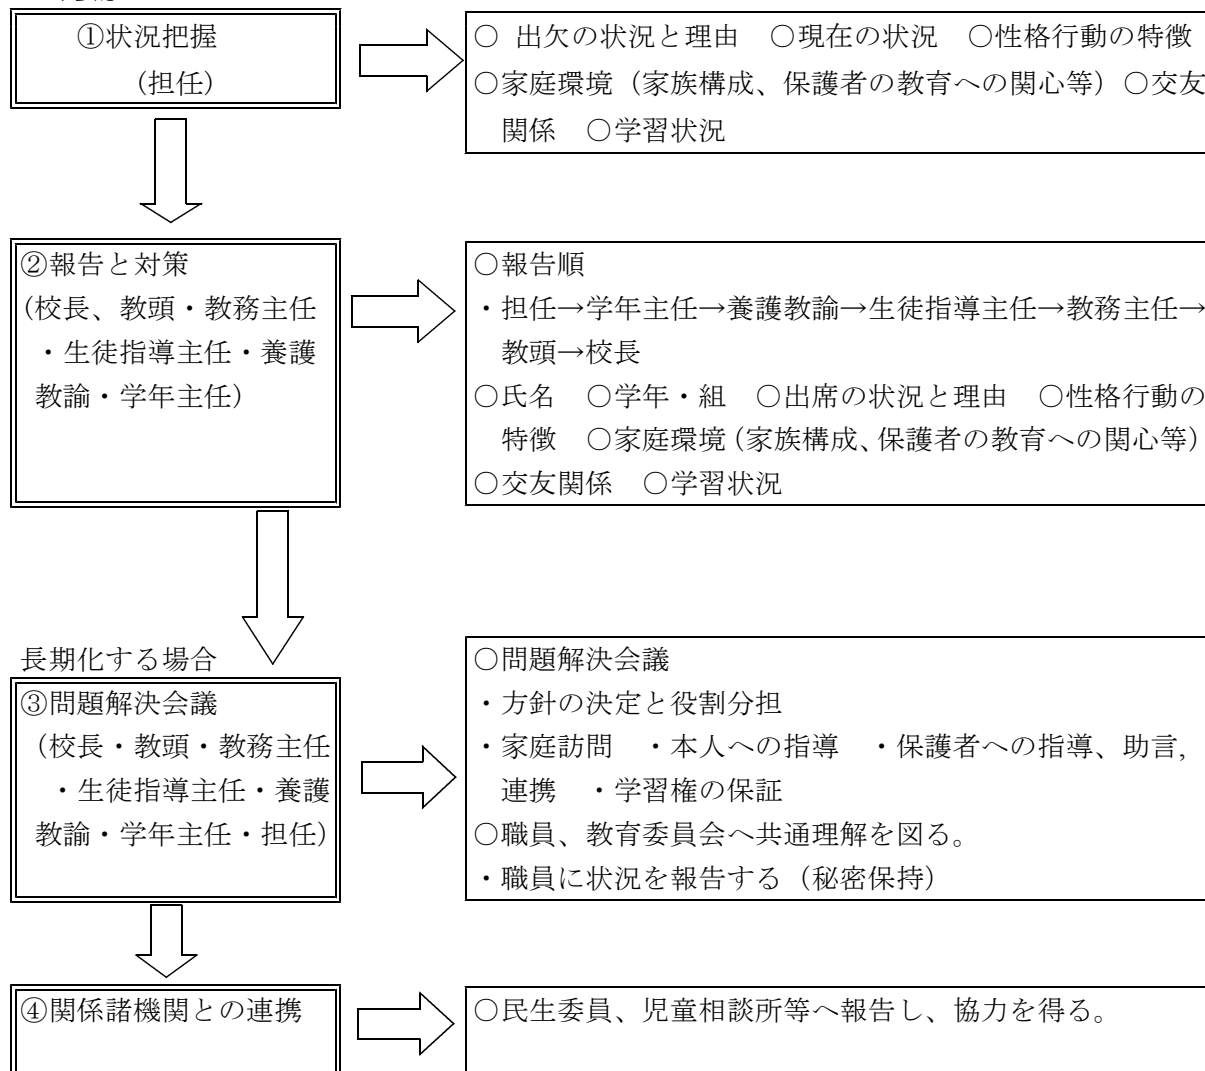 ①状況把握
(担任)
○ 出欠の状況と理由　○現在の状況　○性格行動の特徴
○家庭環境（家族構成、保護者の教育への関心等）○交友
関係　○学習状況
②報告と対策
(校長、教頭・教務主任
・生徒指導主任・養護
教諭・学年主任）
○報告順
・担任→学年主任→養護教諭→生徒指導主任→教務主任→
教頭→校長
○氏名　○学年・組　○出席の状況と理由　○性格行動の
特徴　○家庭環境（家族構成、保護者の教育への関心等）
○交友関係　○学習状況
長期化する場合
③問題解決会議
（校長・教頭・教務主任
・生徒指導主任・養護
教諭・学年主任・担任）
○問題解決会議
・方針の決定と役割分担
・家庭訪問　・本人への指導　・保護者への指導、助言,
連携　・学習権の保証
○職員、教育委員会へ共通理解を図る。
・職員に状況を報告する（秘密保持）
④関係諸機関との連携
○民生委員、児童相談所等へ報告し、協力を得る。